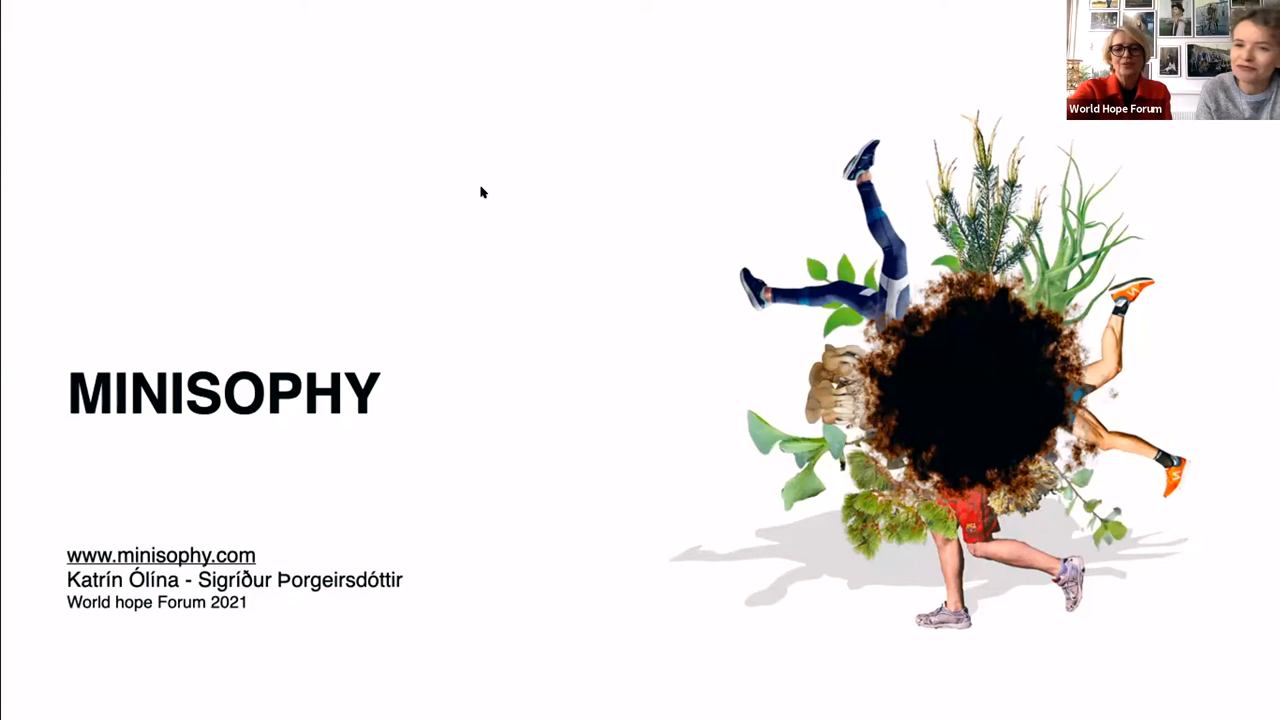 World Hope Forum
MINISOPHY
www.minisophy.com
Katrín Ólína - Sigríður Þorgeirsdóttir
World hope Forum 2021